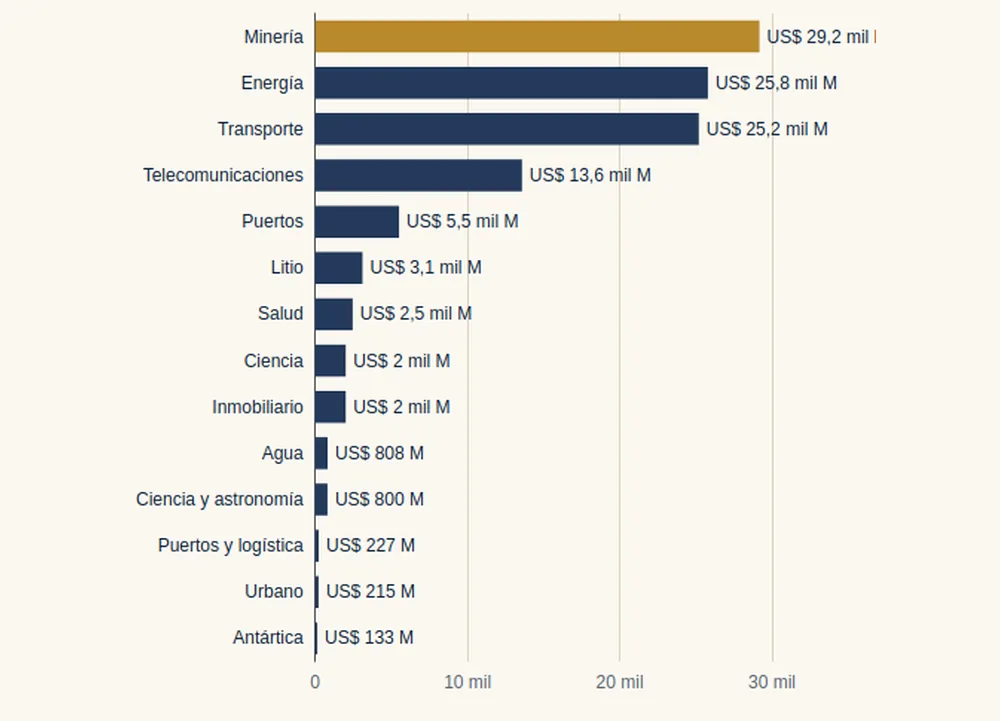 Minería US$ 29,2 mil
Energía US$ 25,8 mil M
Transporte US$ 25,2 mil M
Telecomunicaciones US$ 13,6 mil M
Puertos US$ 5,5 mil M
Litio US$ 3,1 mil M
Salud US$ 2,5 mil M
Ciencia US$ 2 mil M
Inmobiliario US$ 2 mil M
Agua US$ 808 M
Ciencia y astronomía US$ 800 M
Puertos y logística US$ 227 M
Urbano US$ 215 M
Antártica US$ 133 M
0 10 mil 20 mil 30 mil